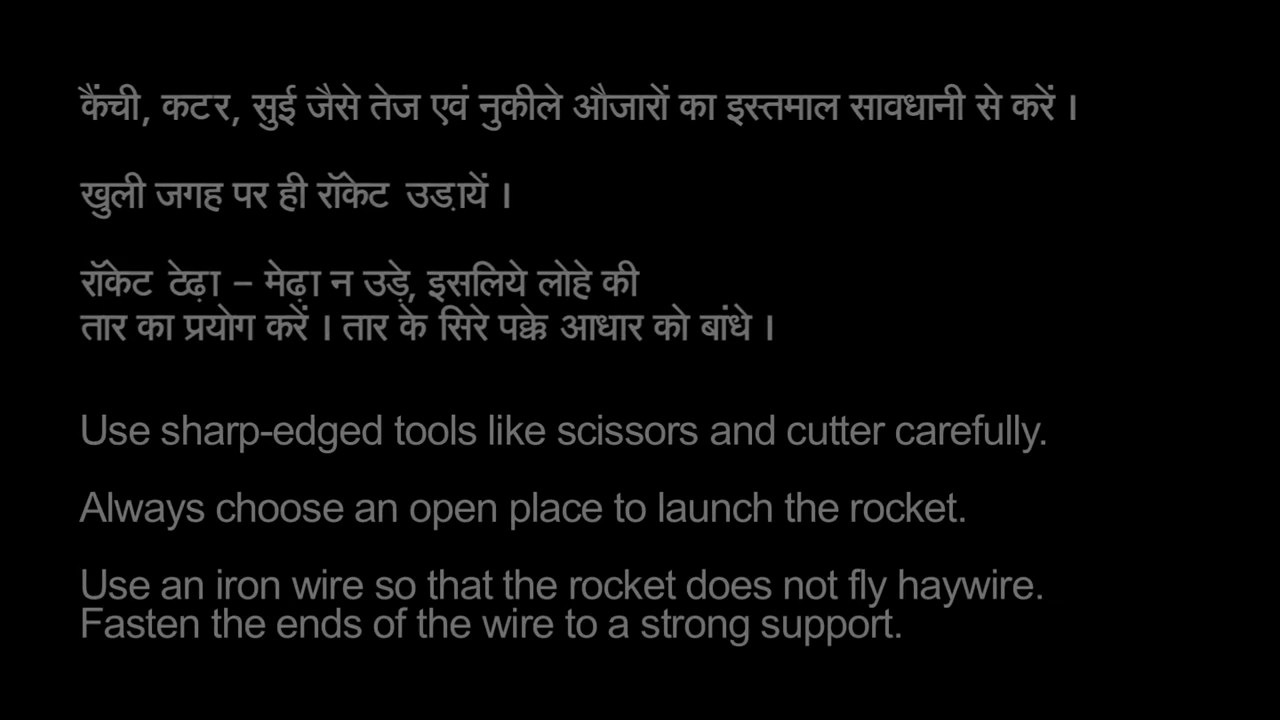 कैंची, कटर, सुई जैसे तेज एवं नुकीले औजारों का इस्तमाल सावधानी से करें ।
खुली जगह पर ही रॉकेट उड़ायें ।
रॉकेट टेढ़ा – मेढ़ा न उड़े, इसलिये लोहे की
तार का प्रयोग करें । तार के सिरे पक्के आधार को बांधे ।
Use sharp-edged tools like scissors and cutter carefully.
Always choose an open place to launch the rocket.
Use an iron wire so that the rocket does not fly haywire.
Fasten the ends of the wire to a strong support.